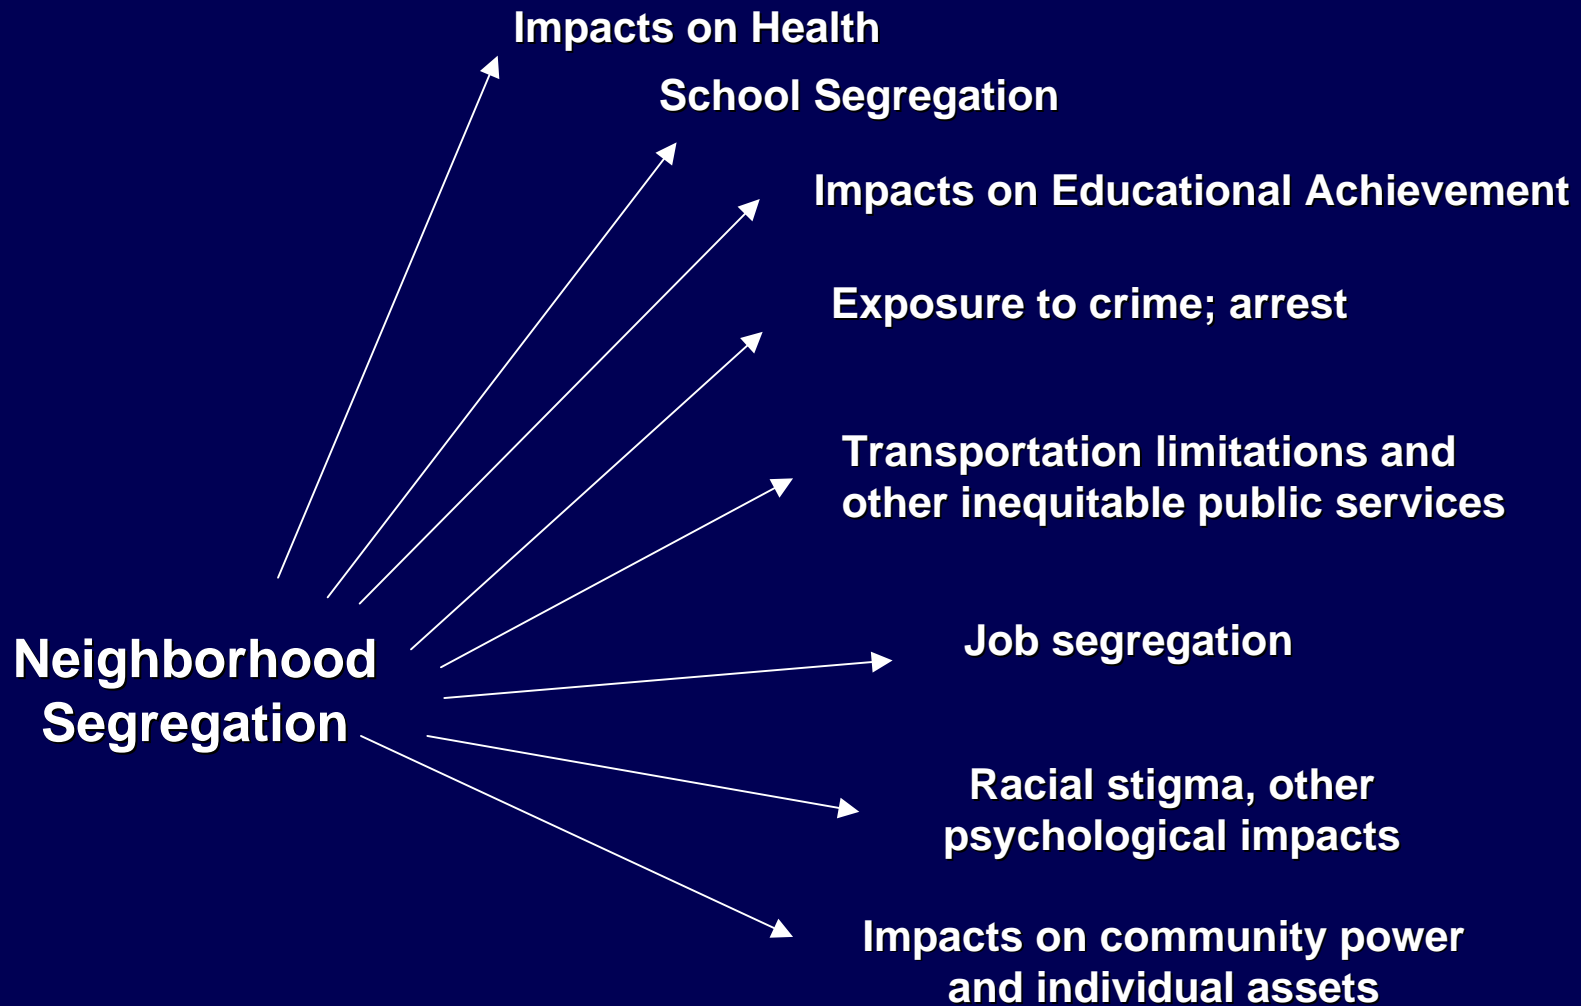 Impacts on Health
School Segregation
Impacts on Educational Achievement
Exposure to crime; arrest
Transportation limitations and
other inequitable public services
Neighborhood
Segregation
Job segregation
Racial stigma, other
psychological impacts
Impacts on community power
and individual assets